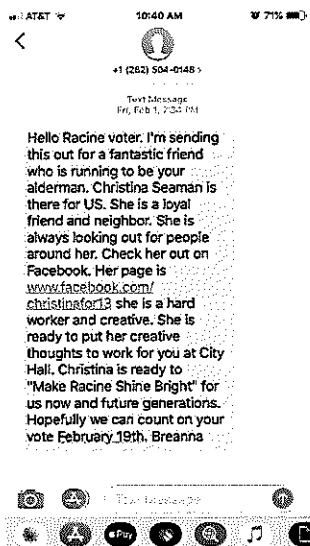 AT&T 10:40 AM 71%
+1 (262) 504-0148 >
Text Message
Fri, Feb 1, 2:34 PM
Hello Racine voter. I'm sending
this out for a fantastic friend
who is running to be your
alderman. Christina Seaman is
there for US. She is a loyal
friend and neighbor. She is
always looking out for people
around her. Check her out on
Facebook. Her page is
www.facebook.com/
christinafor13 she is a hard
worker and creative. She is
ready to put her creative
thoughts to work for you at City
Hall. Christina is ready to
"Make Racine Shine Bright" for
us now and future generations.
Hopefully we can count on your
vote February 19th. Breanna
Text Message
Pay